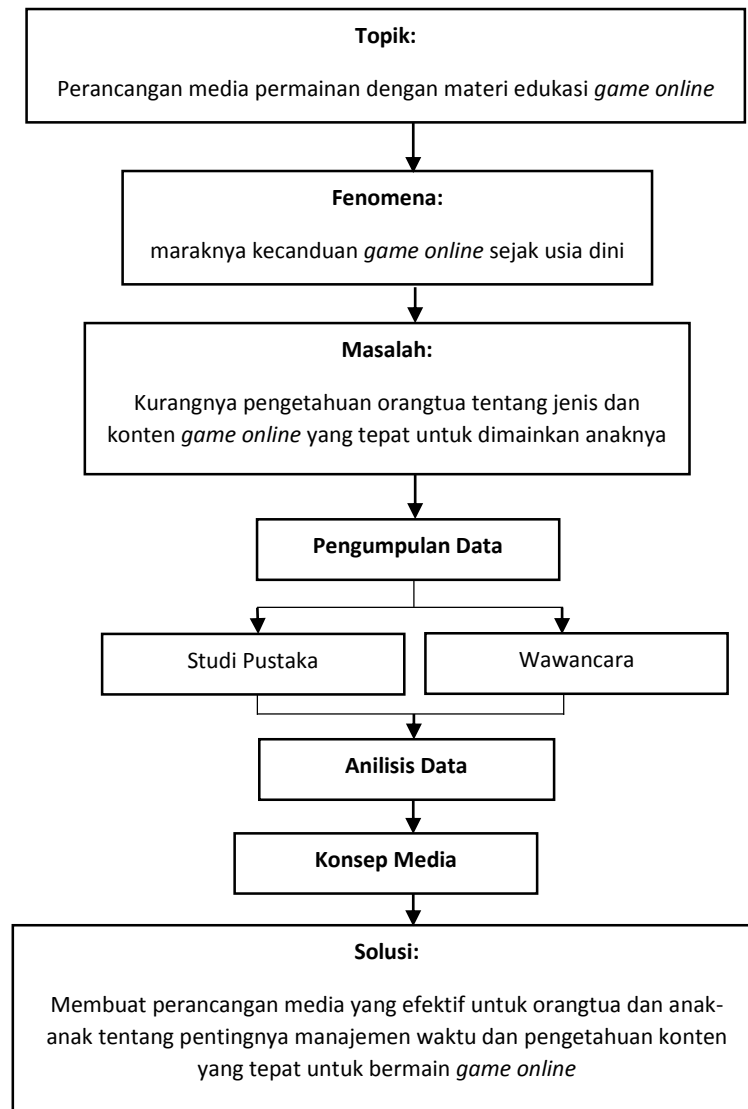 Topik:
Perancangan media permainan dengan materi edukasi game online
Fenomena:
maraknya kecanduan game online sejak usia dini
Masalah:
Kurangnya pengetahuan orangtua tentang jenis dan
konten game online yang tepat untuk dimainkan anaknya
Pengumpulan Data
Studi Pustaka
Wawancara
Anilisis Data
Konsep Media
Solusi:
Membuat perancangan media yang efektif untuk orangtua dan anak-
anak tentang pentingnya manajemen waktu dan pengetahuan konten
yang tepat untuk bermain game online